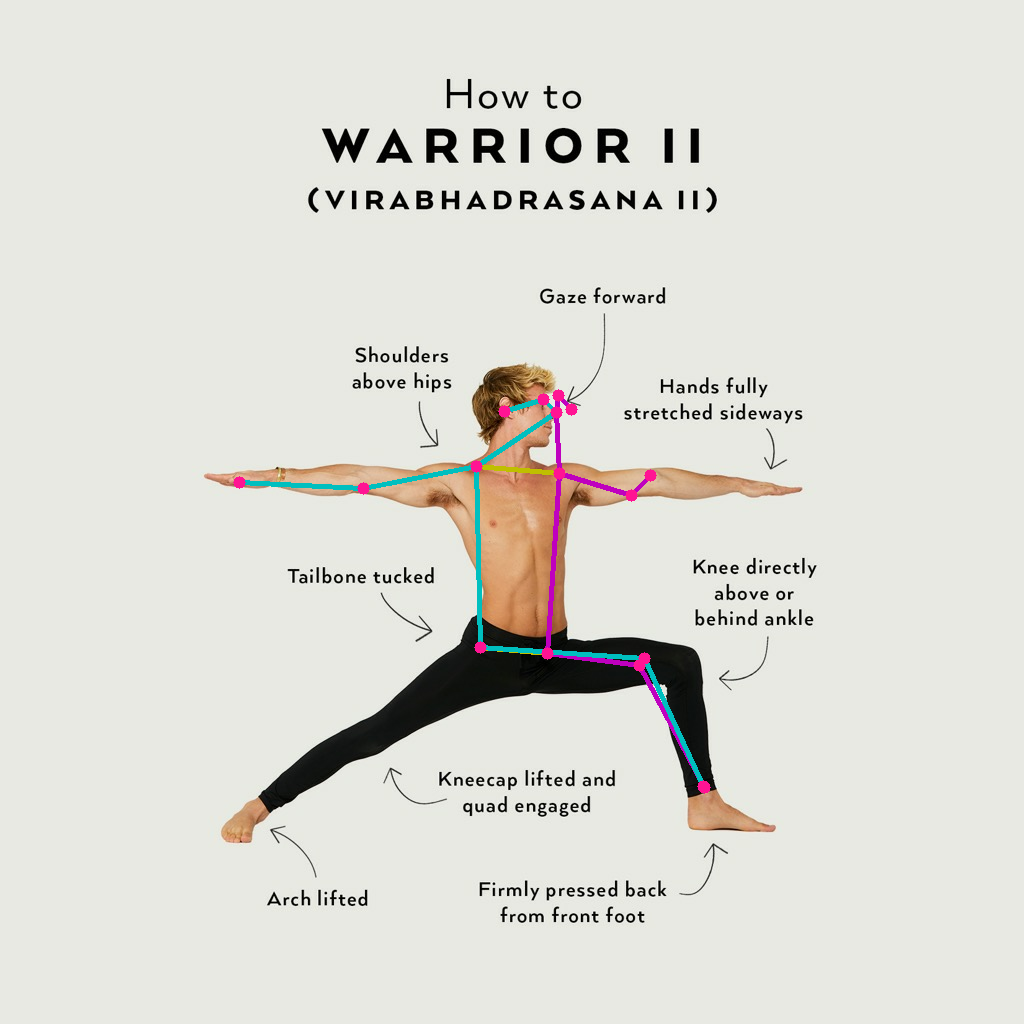 How to
WARRIOR II
(VIRABHADRASANA II)
Gaze forward
Shoulders
above hips
Hands fully
stretched sideways
Tailbone tucked
Knee directly
above or
behind ankle
Kneecap lifted and
quad engaged
Arch lifted
Firmly pressed back
from front foot